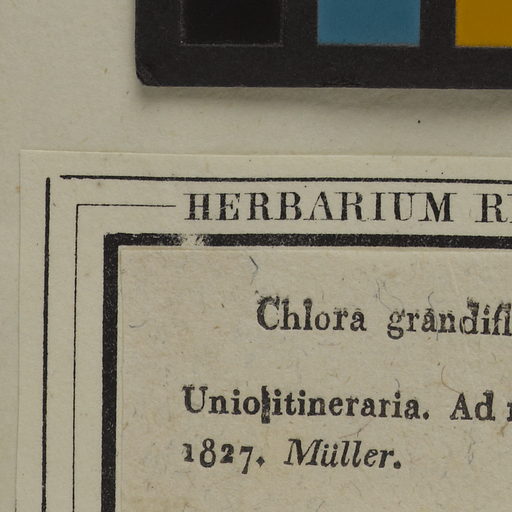 HERBARIUM
Chlora
Unio itineraria. Ad
1827. Müller.